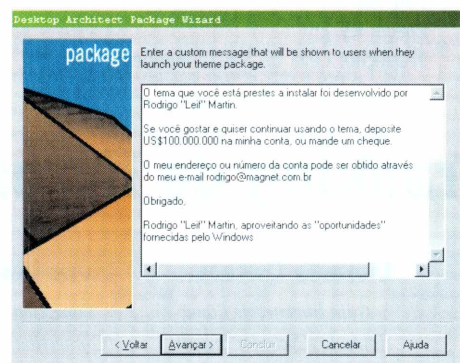 Desktop Architect Package Wizard
package
Enter a custom message that will be shown to users when they
launch your theme package.
O tema que você está prestes a instalar foi desenvolvido por
Rodrigo "Leif" Martin.
Se você gostar e quiser continuar usando o tema, deposite
US$100.000.000 na minha conta, ou mande um cheque.
O meu endereço ou número da conta pode ser obtido através
do meu e-mail rodrigo@magnet.com.br
Obrigado,
Rodrigo "Leif" Martin, aproveitando as "oportunidades"
fornecidas pelo Windows
< Voltar
Avançar >
Concluir
Cancelar
Ajuda